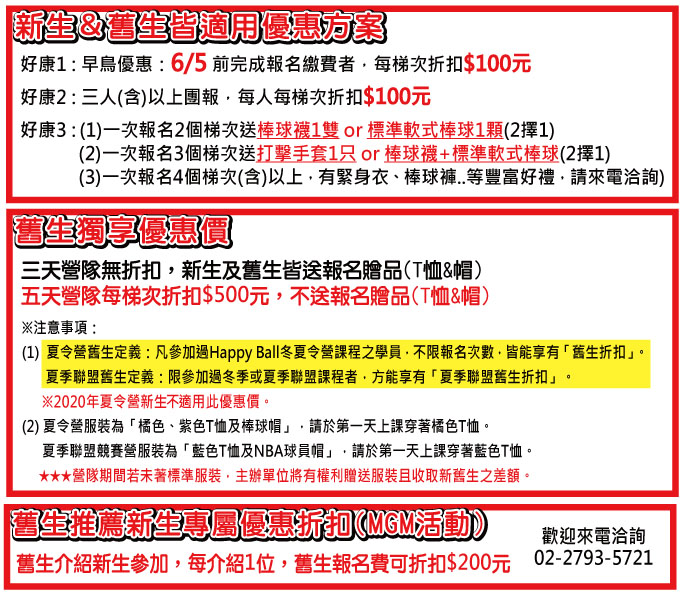 新生&舊生皆適用優惠方案
好康1:早鳥優惠:6/5 前完成報名繳費者,每梯次折扣$100元
好康2:三人(含)以上團報,每人每梯次折扣$100元
好康3:(1)一次報名2個梯次送棒球襪1雙 or 標準軟式棒球1顆(2擇1)
(2)一次報名3個梯次送打擊手套1只 or 棒球襪+標準軟式棒球(2擇1)
(3)一次報名4個梯次(含)以上,有緊身衣、棒球褲..等豐富好禮,請來電洽詢)
舊生獨享優惠價
三天營隊無折扣,新生及舊生皆送報名贈品(T恤&帽)
五天營隊每梯次折扣$500元,不送報名贈品(T恤&帽)
※注意事項:
(1) 夏令營舊生定義:凡參加過Happy Ball冬夏令營課程之學員,不限報名次數,皆能享有「舊生折扣」。
夏季聯盟舊生定義:限參加過冬季或夏季聯盟課程者,方能享有「夏季聯盟舊生折扣」。
※2020年夏令營新生不適用此優惠價。
(2) 夏令營服裝為「橘色、紫色T恤及棒球帽」,請於第一天上課穿著橘色T恤。
夏季聯盟競賽營服裝為「藍色T恤及NBA球員帽」,請於第一天上課穿著藍色T恤。
★★★營隊期間若未著標準服裝,主辦單位將有權利贈送服裝且收取新舊生之差額。
舊生推薦新生專屬優惠折扣(MGM活動)
舊生介紹新生參加,每介紹1位,舊生報名費可折扣$200元
歡迎來電洽詢
02-2793-5721